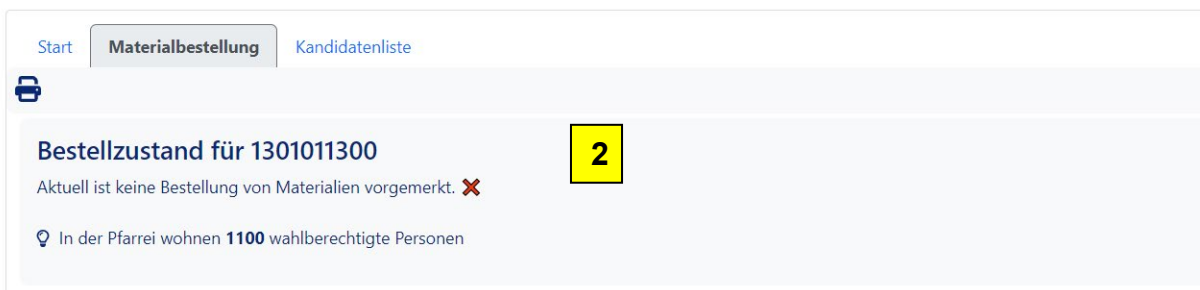 Start Materialbestellung Kandidatenliste
Bestellzustand für 1301011300
2
Aktuell ist keine Bestellung von Materialien vorgemerkt.
In der Pfarrei wohnen 1100 wahlberechtigte Personen